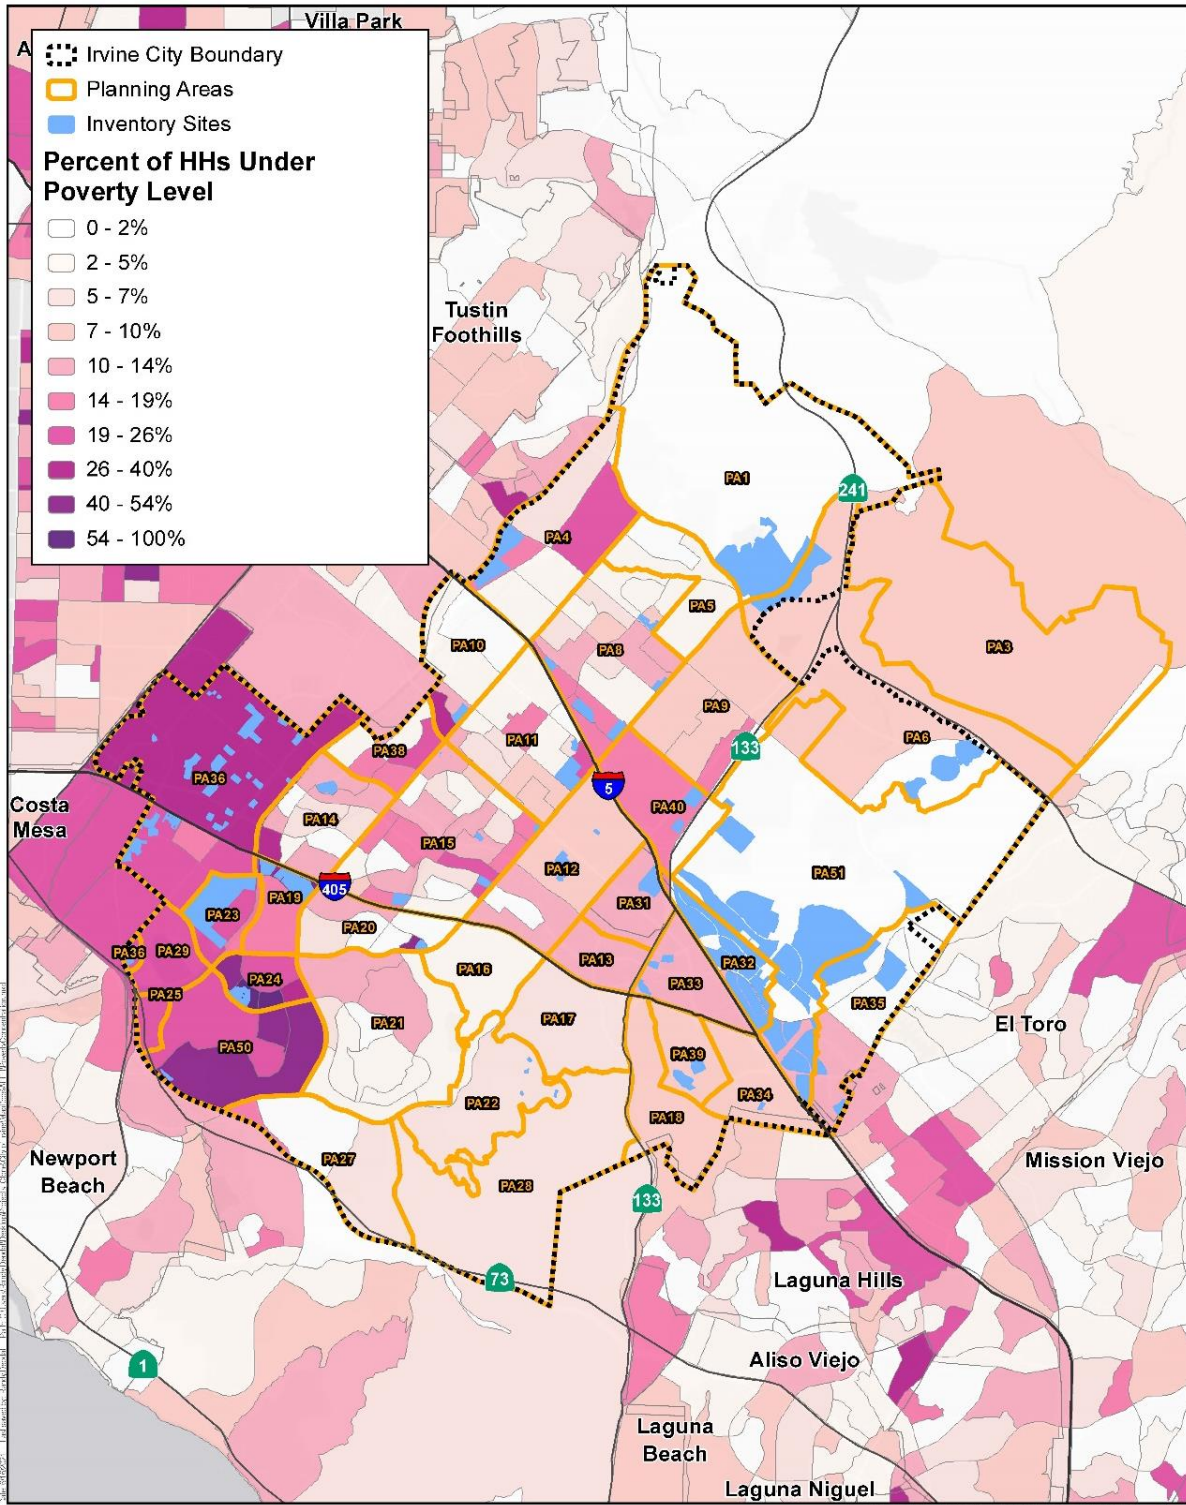 Villa Park
A
Irvine City Boundary
Planning Areas
Inventory Sites
Percent of HHs Under
Poverty Level
0 - 2%
2 - 5%
5 - 7%
7 - 10%
10 - 14%
14 - 19%
19 - 26%
26 - 40%
40 - 54%
54 - 100%
Tustin
Foothills
PA1
241
PA4
PA5
PA10
PA8
PA3
PA9
PA6
PA38
PA11
133
PA36
5
PA40
Costa
Mesa
PA14
PA15
PA12
PA51
405
PA19
PA31
PA23
PA20
PA36
PA29
PA13
PA32
PA16
PA24
PA33
PA25
PA35
PA17
PA21
El Toro
PA50
PA39
PA34
PA22
PA18
Newport
Beach
PA27
Mission Viejo
PA28
133
73
Laguna Hills
1
Aliso Viejo
Laguna
Beach
Laguna Niguel